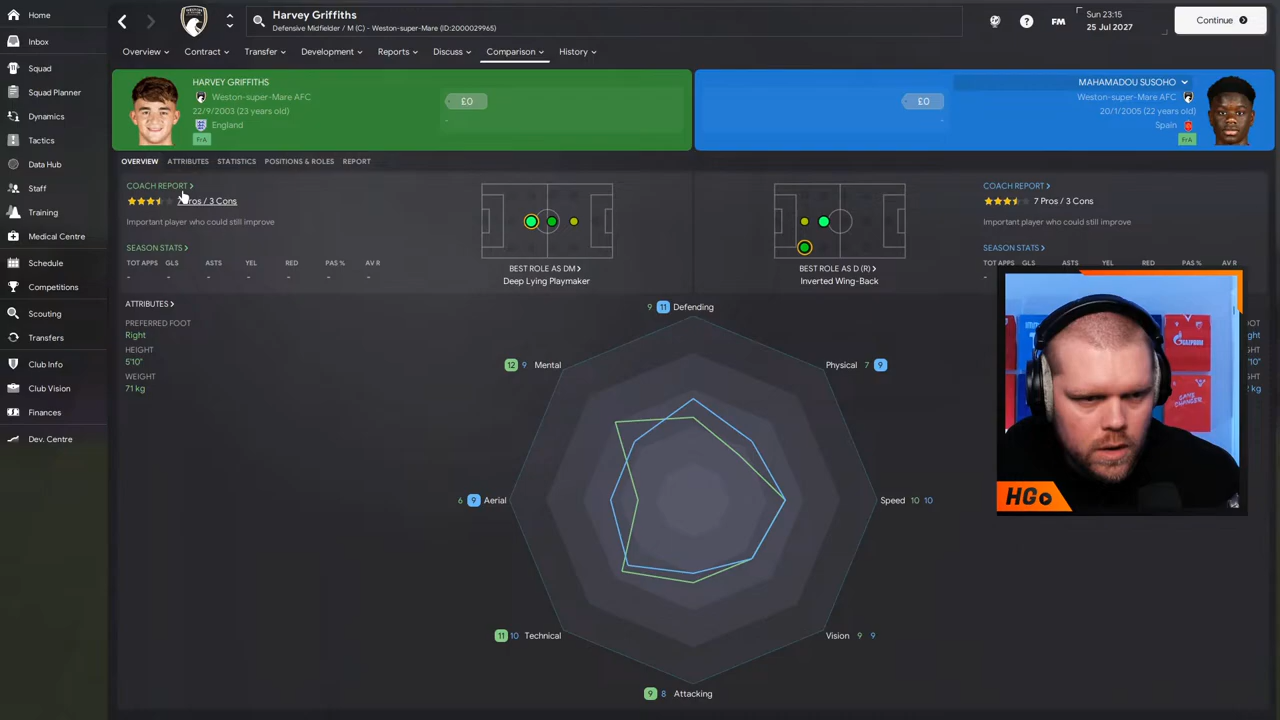 Home
Inbox
Squad
Squad Planner
Dynamics
Tactics
Data Hub
Staff
Training
Medical Centre
Schedule
Competitions
Scouting
Transfers
Club Info
Club Vision
Finances
Dev. Centre
Harvey Griffiths
Defensive Midfielder / M (C) - Weston-super-Mare (ID:2000029965)
? FM
Sun 23:15
25 Jul 2027
Continue
Overview Contract Transfer Development Reports Discuss Comparison History
HARVEY GRIFFITHS
Weston-super-Mare AFC
22/9/2003 (23 years old)
England
FrA
£0
-
£0
-
MAHAMADOU SUSOHO
Weston-super-Mare AFC
20/1/2005 (22 years old)
Spain
FrA
OVERVIEW ATTRIBUTES STATISTICS POSITIONS & ROLES REPORT
COACH REPORT >
Pros / 3 Cons
Important player who could still improve
SEASON STATS >
TOT APPS GLS ASTS YEL RED PAS % AV R
- - - - - - -
BEST ROLE AS DM >
Deep Lying Playmaker
BEST ROLE AS D (R) >
Inverted Wing-Back
COACH REPORT >
7 Pros / 3 Cons
Important player who could still improve
SEASON STATS >
TOT APPS GLS ASTS YEL RED PAS % AV R
ATTRIBUTES >
PREFERRED FOOT
Right
HEIGHT
5'10"
WEIGHT
71 kg
9 11 Defending
12 9 Mental
Physical 7 9
6 9 Aerial
Speed 10 10
11 10 Technical
Vision 9 9
9 8 Attacking
GAZPROM
GAME
CHANGER
HG